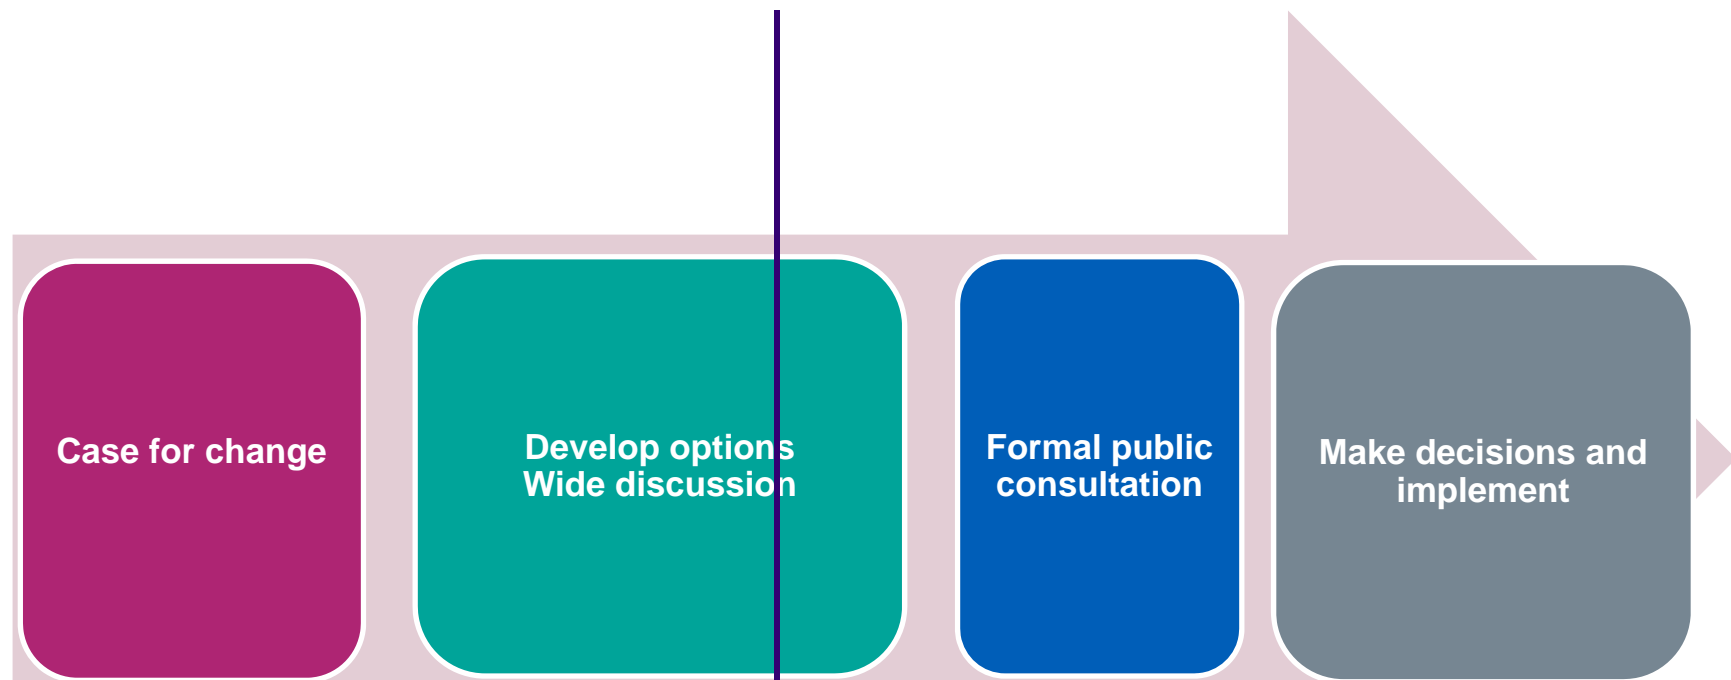 Case for change
Develop options
Wide discussion
Formal public
consultation
Make decisions and
implement